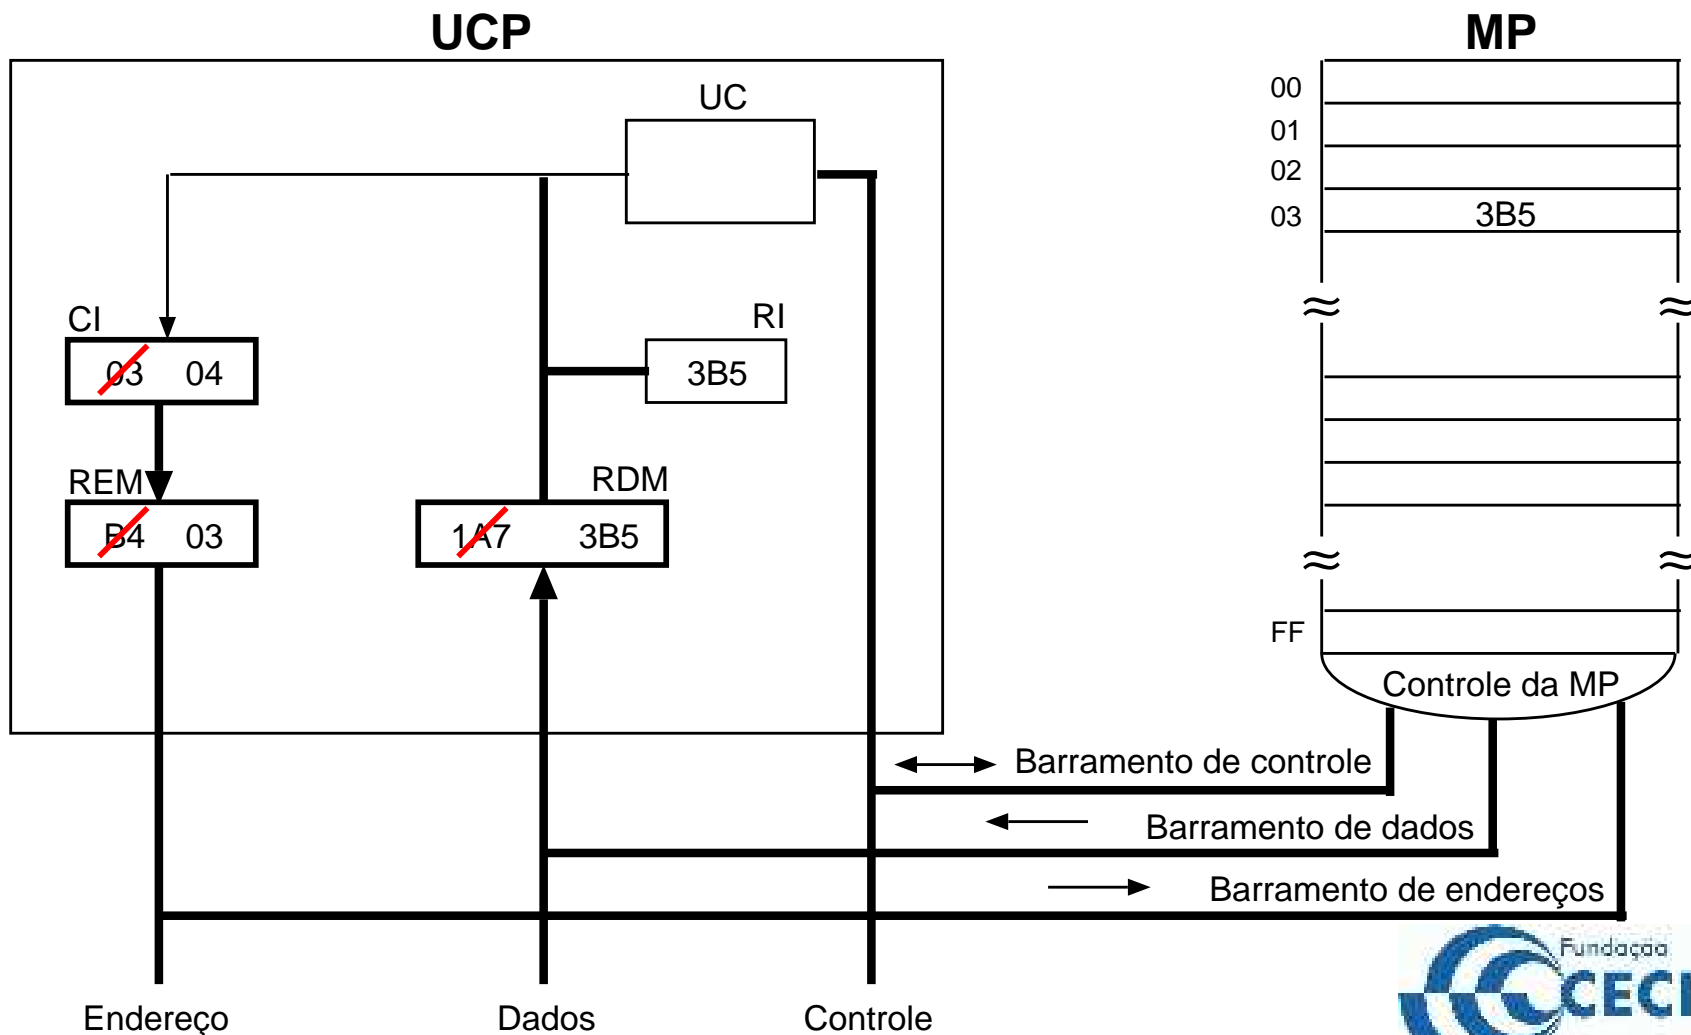 UCP
MP
UC
00
01
02
03 3B5
CI
03 04
RI
3B5
REM
B4 03
RDM
1A7 3B5
FF
Controle da MP
Barramento de controle
Barramento de dados
Barramento de endereços
Fundação
CECI
Endereço Dados Controle